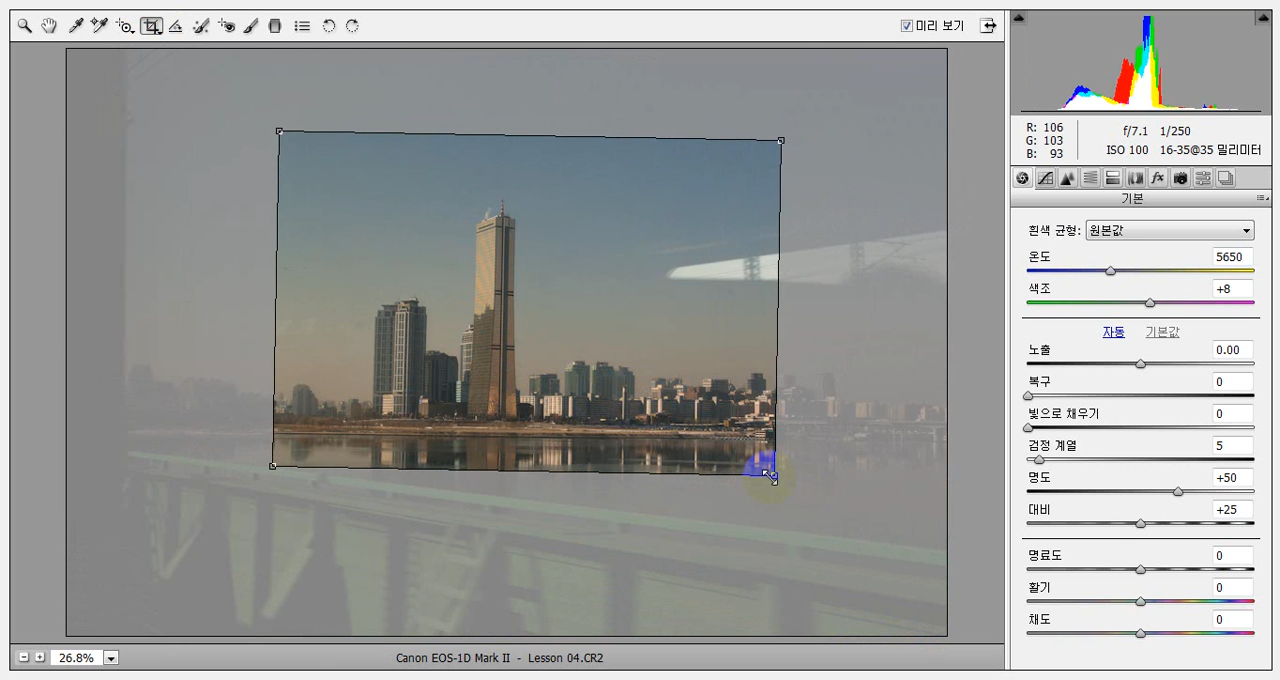 미리 보기
R: 106
G: 103
B: 93
f/7.1 1/250
ISO 100 16-35@35 밀리미터
fx
기본
흰색 균형: 원본값
온도 5650
색조 +8
자동 기본값
노출 0.00
복구 0
빛으로 채우기 0
검정 계열 5
명도 +50
대비 +25
명료도 0
활기 0
채도 0
26.8%
Canon EOS-1D Mark II - Lesson 04.CR2